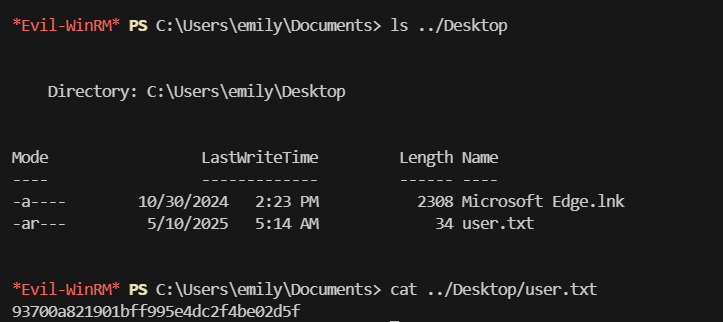 *Evil-WinRM* PS C:\Users\emily\Documents> ls ../Desktop
Directory: C:\Users\emily\Desktop
Mode LastWriteTime Length Name
---- ------------- ------ ----
-a---- 10/30/2024 2:23 PM 2308 Microsoft Edge.lnk
-ar--- 5/10/2025 5:14 AM 34 user.txt
*Evil-WinRM* PS C:\Users\emily\Documents> cat ../Desktop/user.txt
93700a821901bff995e4dc2f4be02d5f